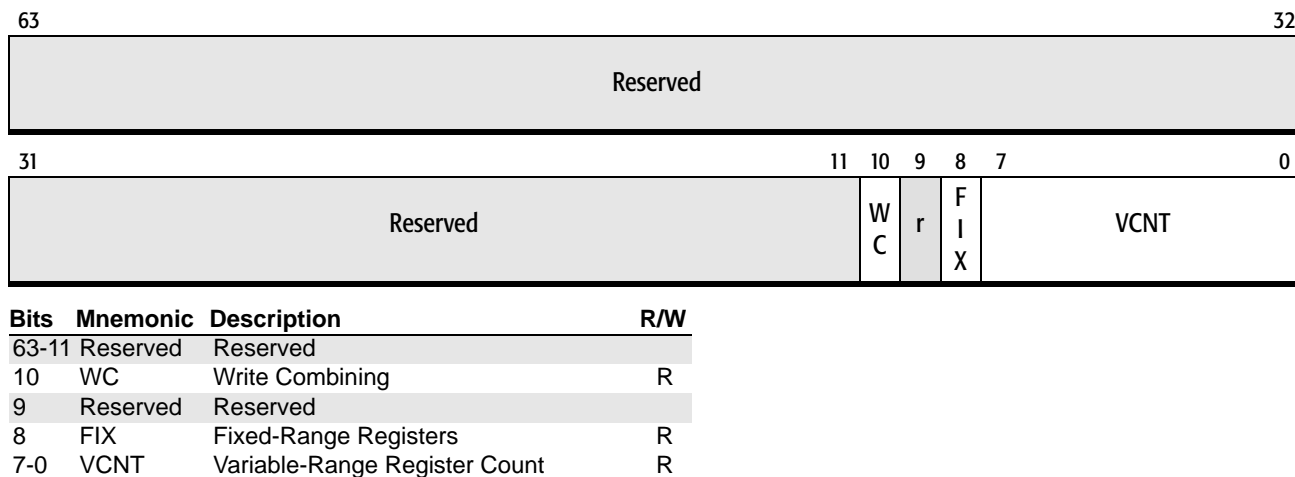 63 32
Reserved
31 11 10 9 8 7 0
Reserved WC r FIX VCNT
Bits Mnemonic Description R/W
63-11 Reserved Reserved
10 WC Write Combining R
9 Reserved Reserved
8 FIX Fixed-Range Registers R
7-0 VCNT Variable-Range Register Count R